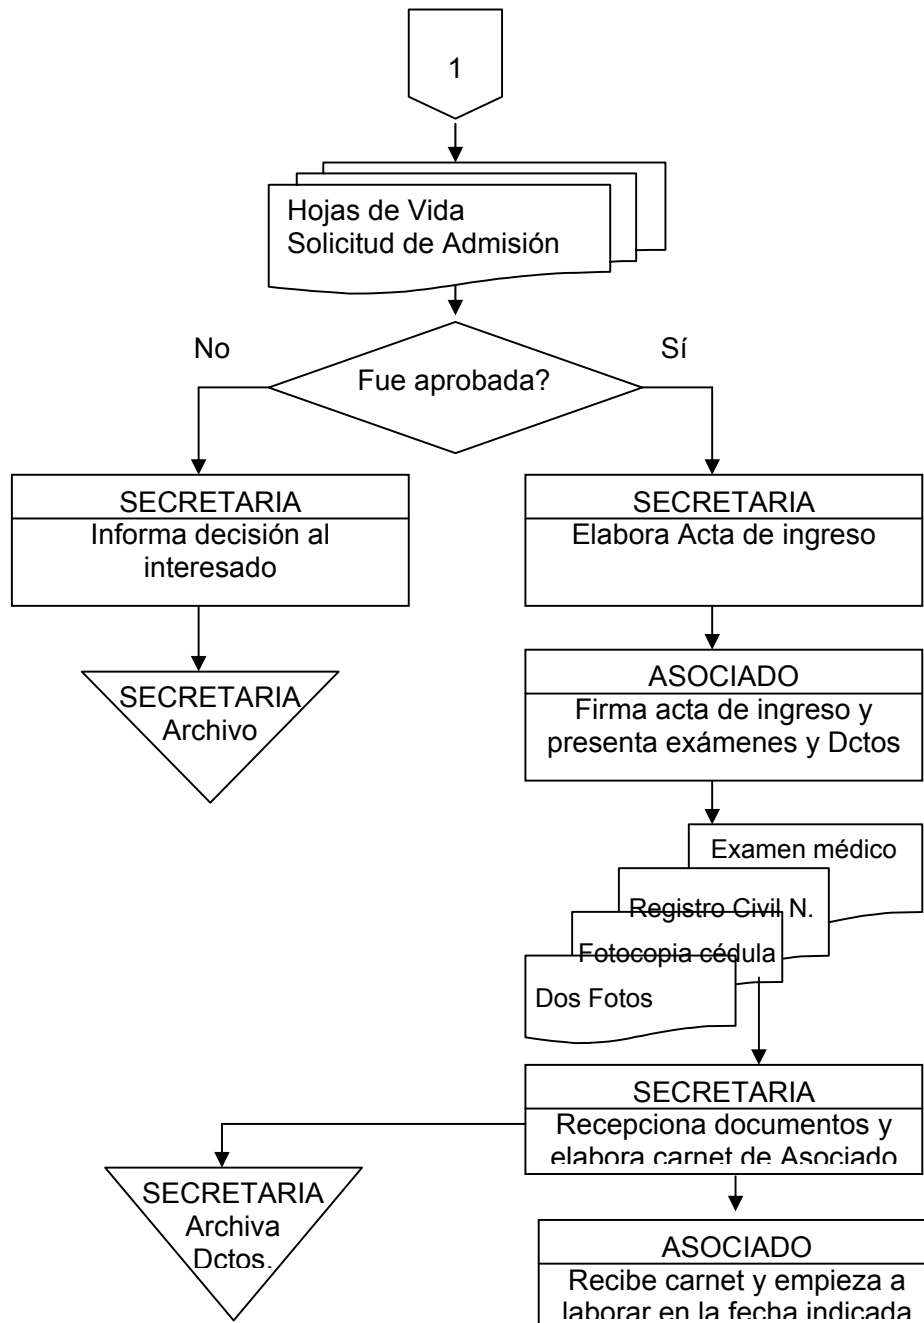 1
Hojas de Vida
Solicitud de Admisión
No
Sí
Fue aprobada?
SECRETARIA
Informa decisión al
interesado
SECRETARIA
Archivo
SECRETARIA
Elabora Acta de ingreso
ASOCIADO
Firma acta de ingreso y
presenta exámenes y Dctos
Examen médico
Registro Civil N.
Fotocopia cédula
Dos Fotos
SECRETARIA
Recepciona documentos y
elabora carnet de Asociado
SECRETARIA
Archiva
Dctos.
ASOCIADO
Recibe carnet y empieza a
laborar en la fecha indicada